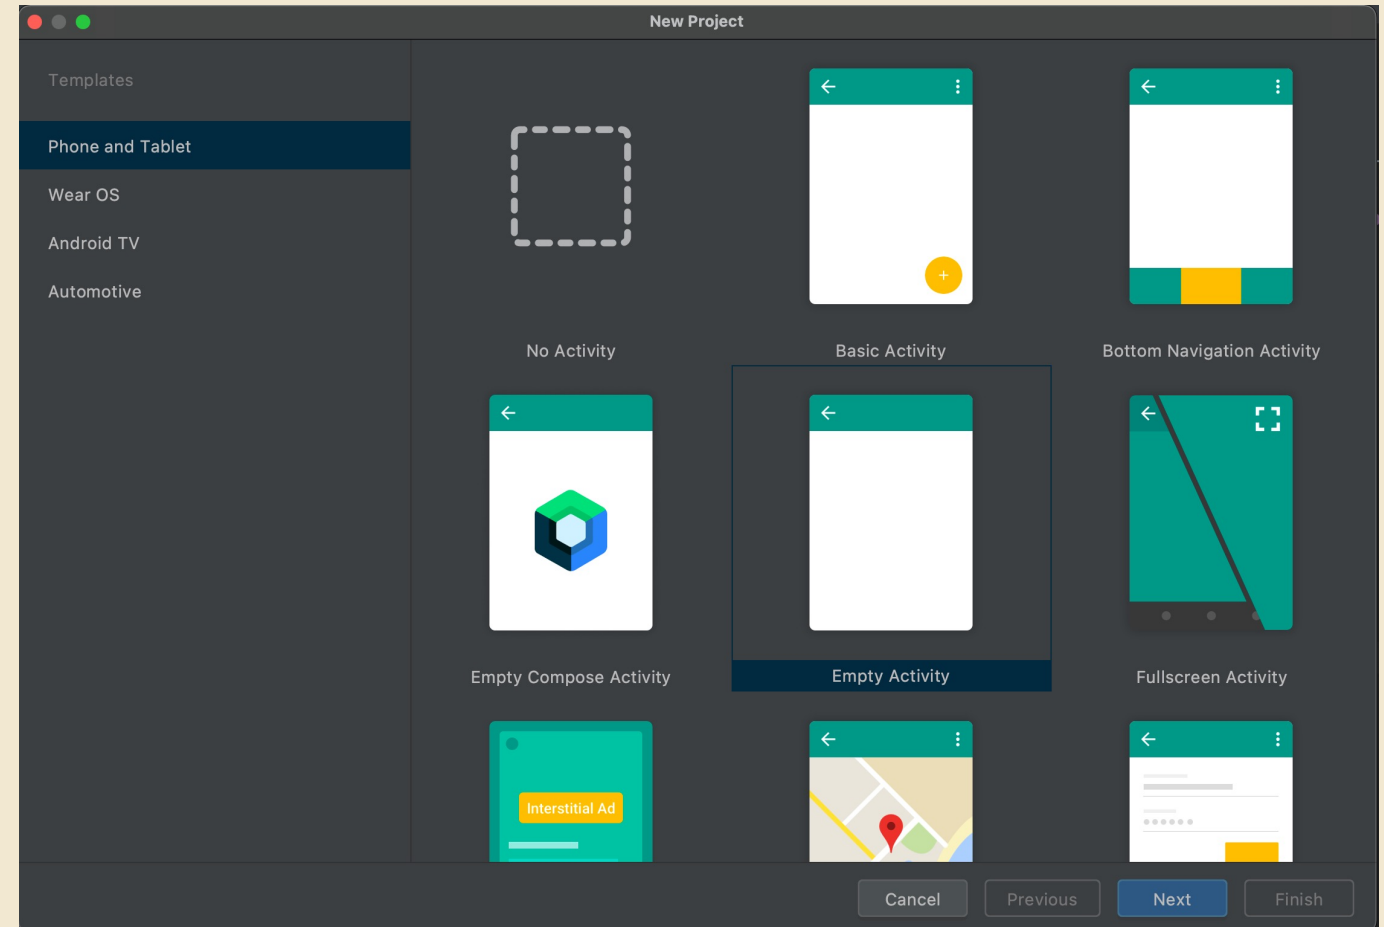 New Project
Templates
Phone and Tablet
Wear OS
Android TV
Automotive
No Activity
Basic Activity
Bottom Navigation Activity
Empty Compose Activity
Empty Activity
Fullscreen Activity
Interstitial Ad
Cancel
Previous
Next
Finish